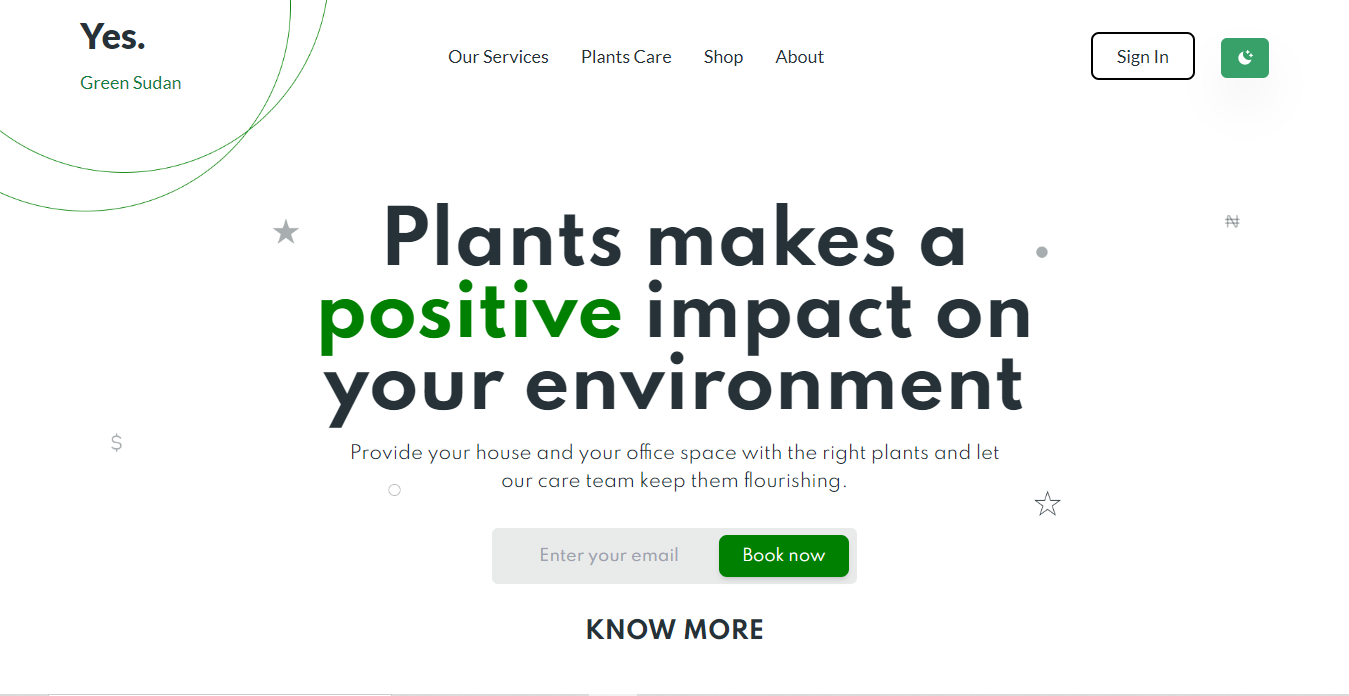 Yes.
Green Sudan
Our Services
Plants Care
Shop
About
Sign In
Plants makes a
positive impact on
your environment
₦
$
Provide your house and your office space with the right plants and let
our care team keep them flourishing.
Enter your email
Book now
KNOW MORE